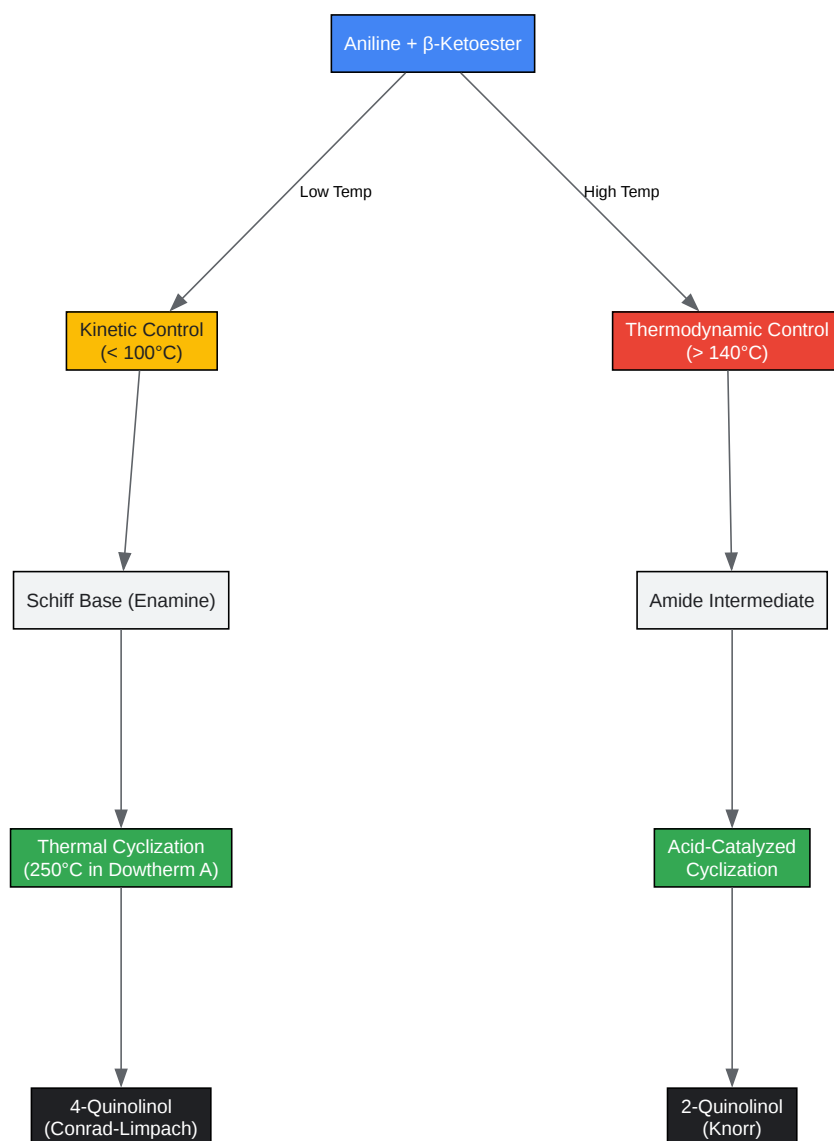 Aniline + β-Ketoester
Low Temp
High Temp
Kinetic Control
(< 100°C)
Thermodynamic Control
(> 140°C)
Schiff Base (Enamine)
Amide Intermediate
Thermal Cyclization
(250°C in Dowtherm A)
Acid-Catalyzed
Cyclization
4-Quinolinol
(Conrad-Limpach)
2-Quinolinol
(Knorr)